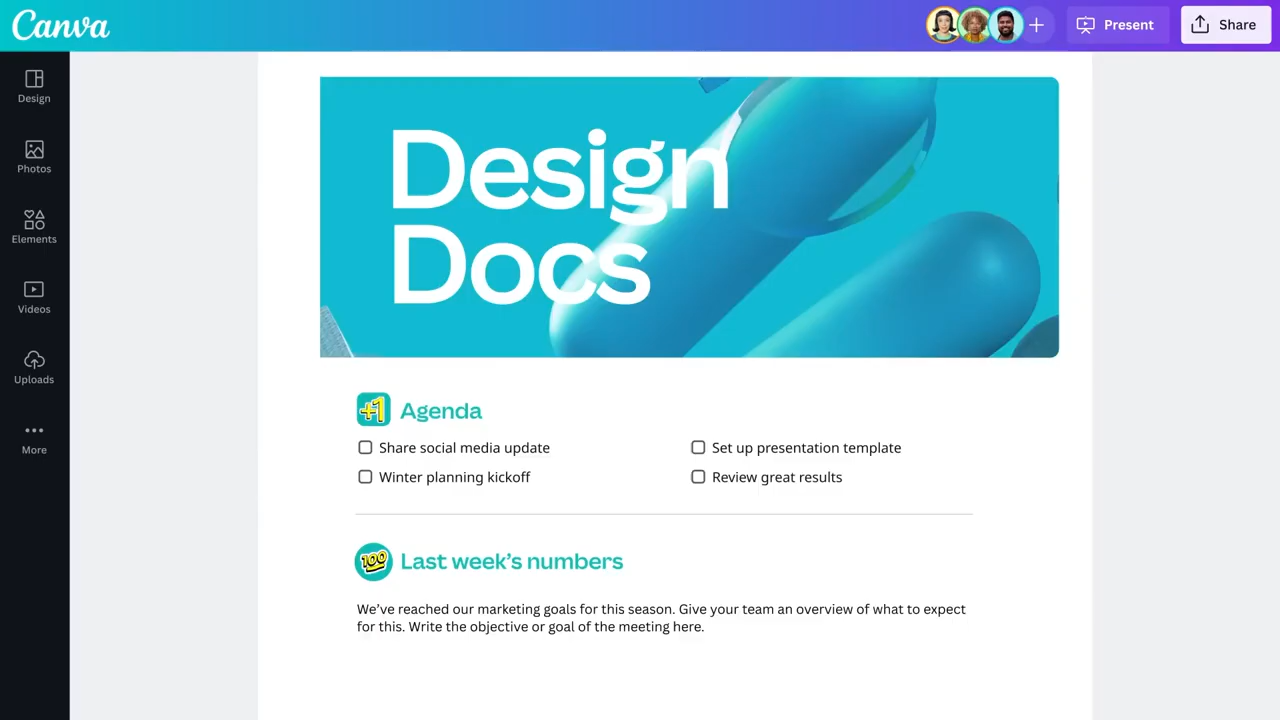 Canva
Present
Share
Design
Photos
Elements
Videos
Uploads
More
Design
Docs
+1
Agenda
Share social media update
Set up presentation template
Winter planning kickoff
Review great results
100
Last week’s numbers
We’ve reached our marketing goals for this season. Give your team an overview of what to expect
for this. Write the objective or goal of the meeting here.